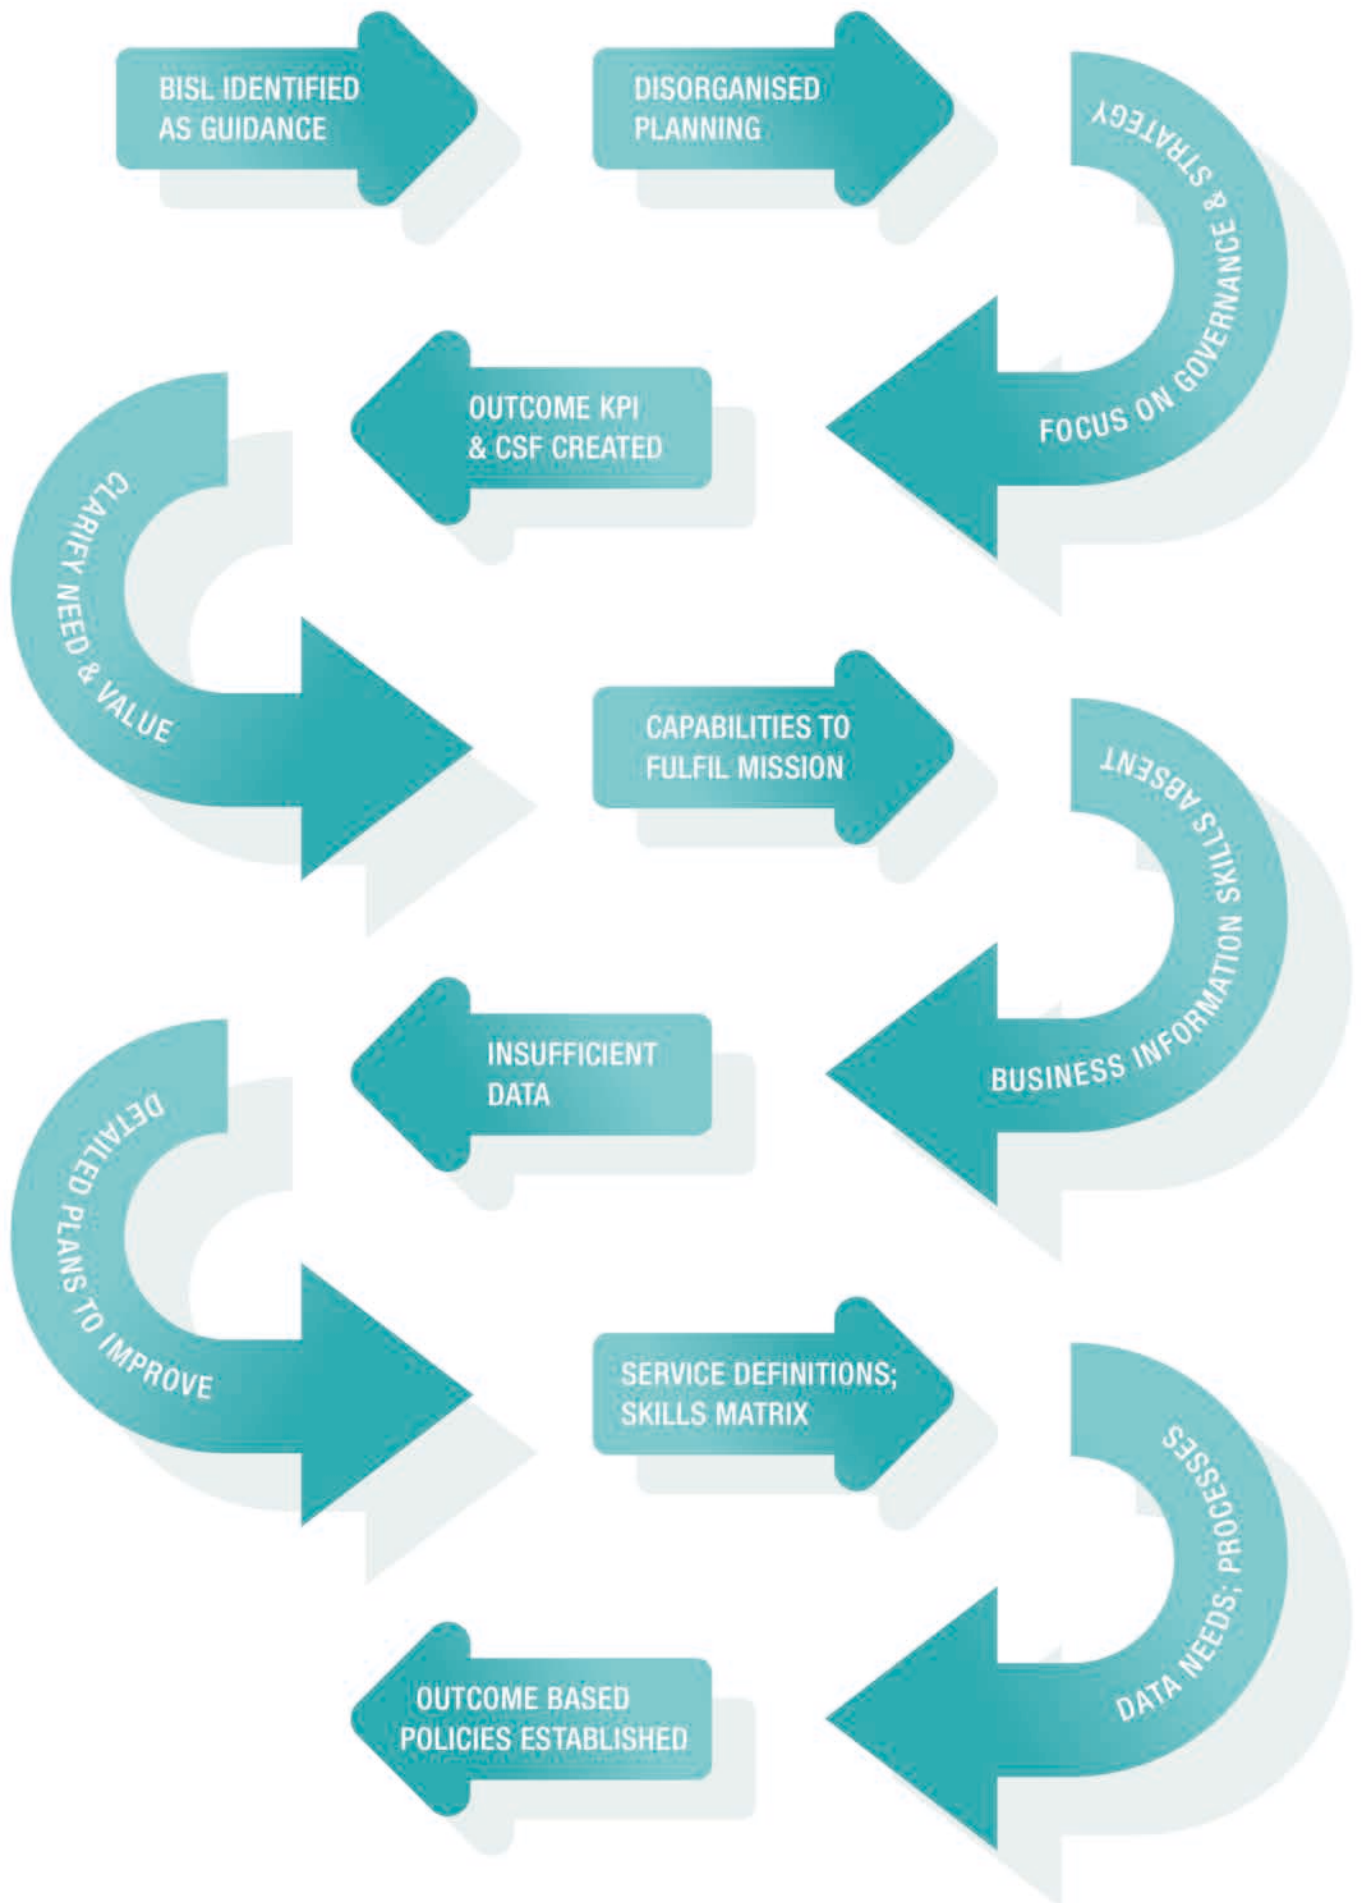 BISL IDENTIFIED
AS GUIDANCE
DISORGANISED
PLANNING
FOCUS ON GOVERNANCE & STRATEGY
OUTCOME KPI
& CSF CREATED
CLARIFY NEED & VALUE
CAPABILITIES TO
FULFIL MISSION
BUSINESS INFORMATION SKILLS ABSENT
INSUFFICIENT
DATA
DETAILED PLANS TO IMPROVE
SERVICE DEFINITIONS;
SKILLS MATRIX
DATA NEEDS; PROCESSES
OUTCOME BASED
POLICIES ESTABLISHED